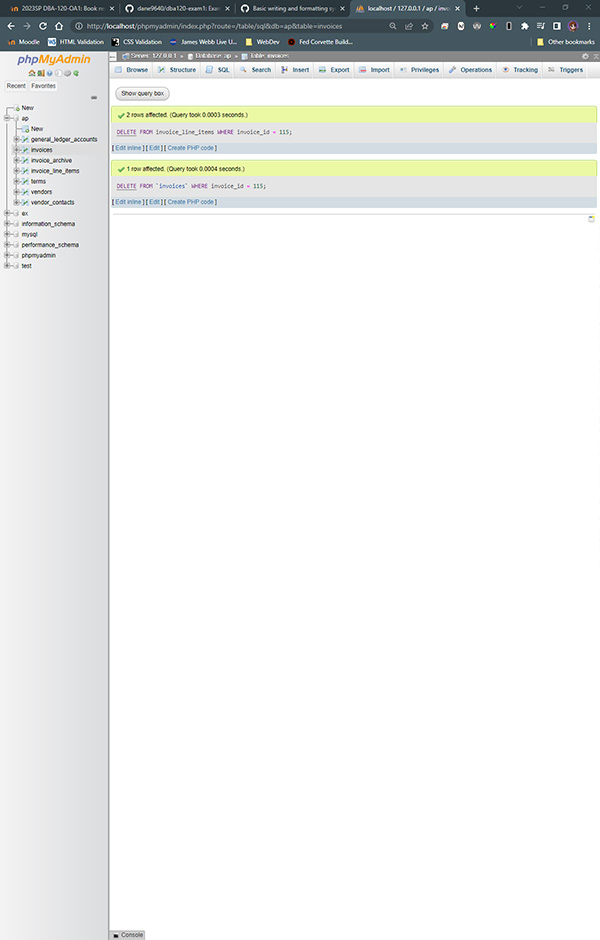 2023SP DBA-120-OA1: Book n
dane9640/dba120-exam1: Exam
Basic writing and formatting sy
localhost / 127.0.0.1 / ap / invoi
http://localhost/phpmyadmin/index.php?route=/table/sql&db=ap&table=invoices
Moodle
HTML Validation
CSS Validation
James Webb Live U...
WebDev
Fed Corvette Build...
Other bookmarks
phpMyAdmin
Recent
Favorites
New
ap
New
general_ledger_accounts
invoices
invoice_archive
invoice_line_items
terms
vendors
vendor_contacts
ex
information_schema
mysql
performance_schema
phpmyadmin
test
Server: 127.0.0.1 » Database: ap » Table: invoices
Browse
Structure
SQL
Search
Insert
Export
Import
Privileges
Operations
Tracking
Triggers
Show query box
2 rows affected. (Query took 0.0003 seconds.)
DELETE FROM invoice_line_items WHERE invoice_id = 115;
[ Edit inline ] [ Edit ] [ Create PHP code ]
1 row affected. (Query took 0.0004 seconds.)
DELETE FROM `invoices` WHERE invoice_id = 115;
[ Edit inline ] [ Edit ] [ Create PHP code ]
Console